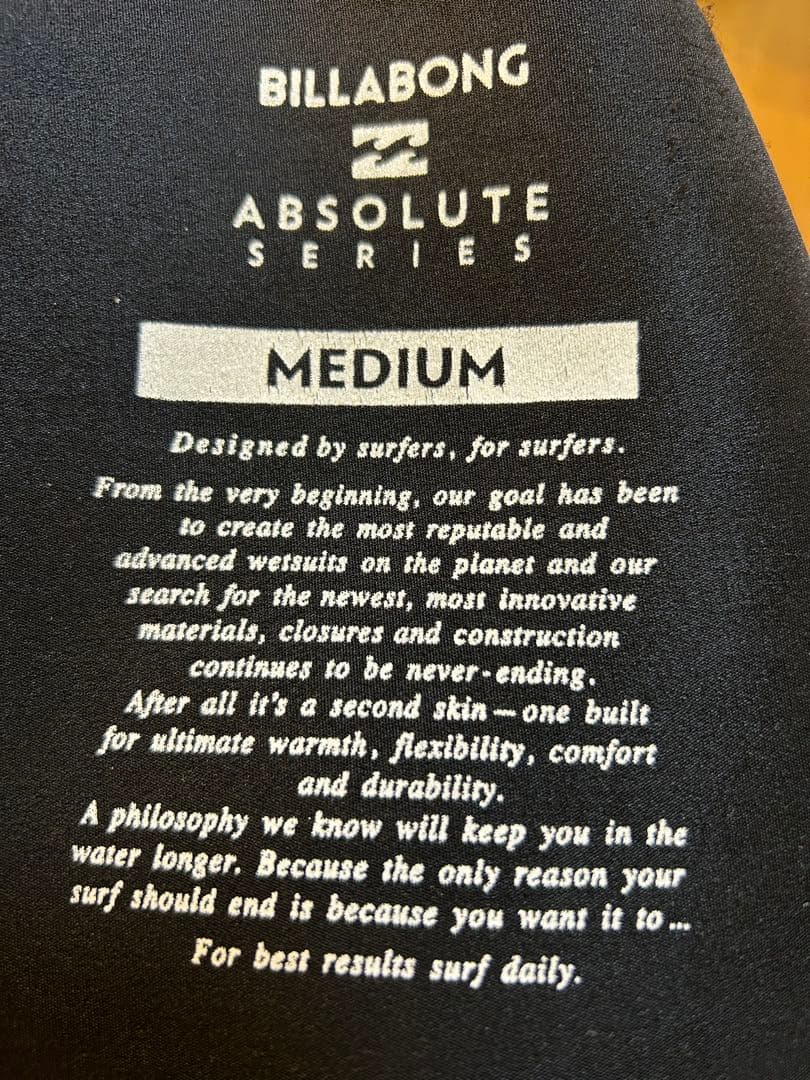 BILLABONG
ABSOLUTE
SERIES
MEDIUM
Designed by surfers, for surfers.
From the very beginning, our goal has been
to create the most reputable and
advanced wetsuits on the planet and our
search for the newest, most innovative
materials, closures and construction
continues to be never-ending.
After all it's a second skin—one built
for ultimate warmth, flexibility, comfort
and durability.
A philosophy we know will keep you in the
water longer. Because the only reason your
surf should end is because you want it to...
For best results surf daily.